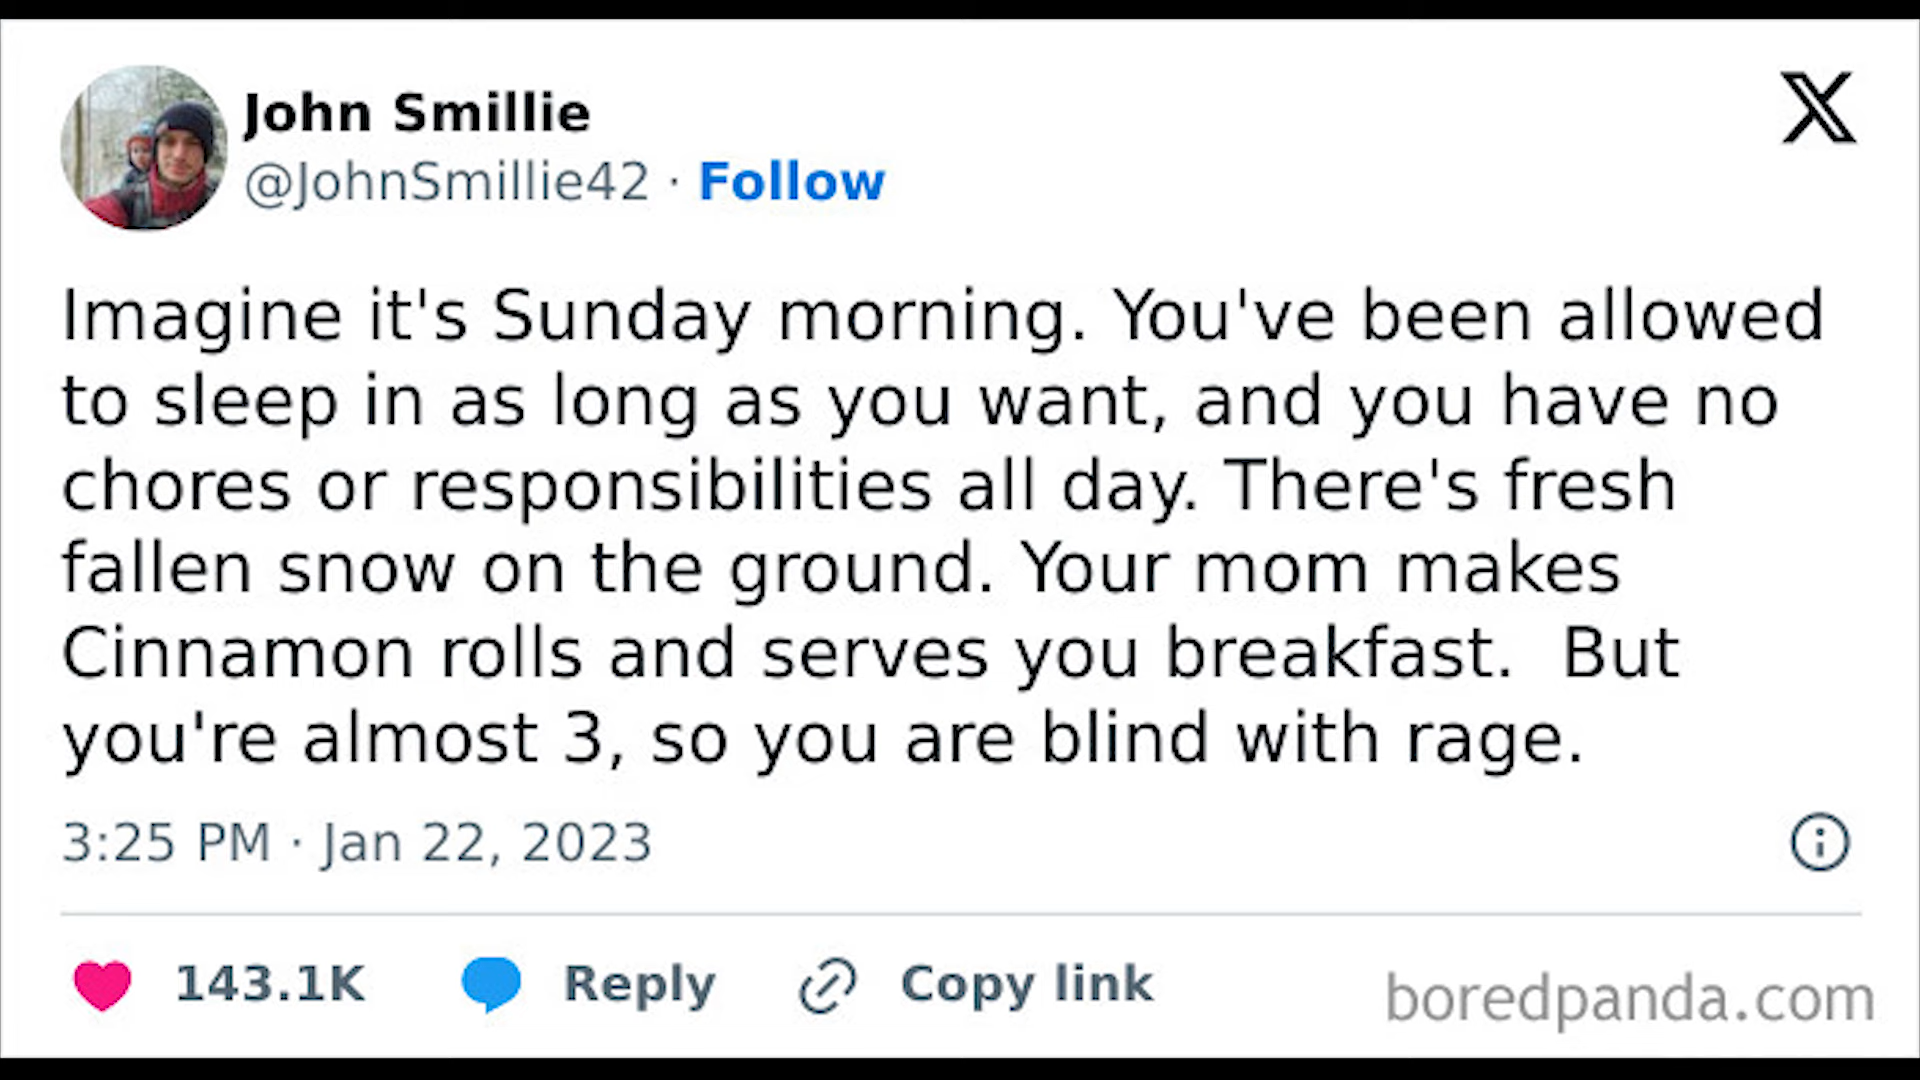 John Smillie
@JohnSmillie42 · Follow
Imagine it's Sunday morning. You've been allowed
to sleep in as long as you want, and you have no
chores or responsibilities all day. There's fresh
fallen snow on the ground. Your mom makes
Cinnamon rolls and serves you breakfast.  But
you're almost 3, so you are blind with rage.
3:25 PM · Jan 22, 2023
143.1K Reply Copy link
boredpanda.com